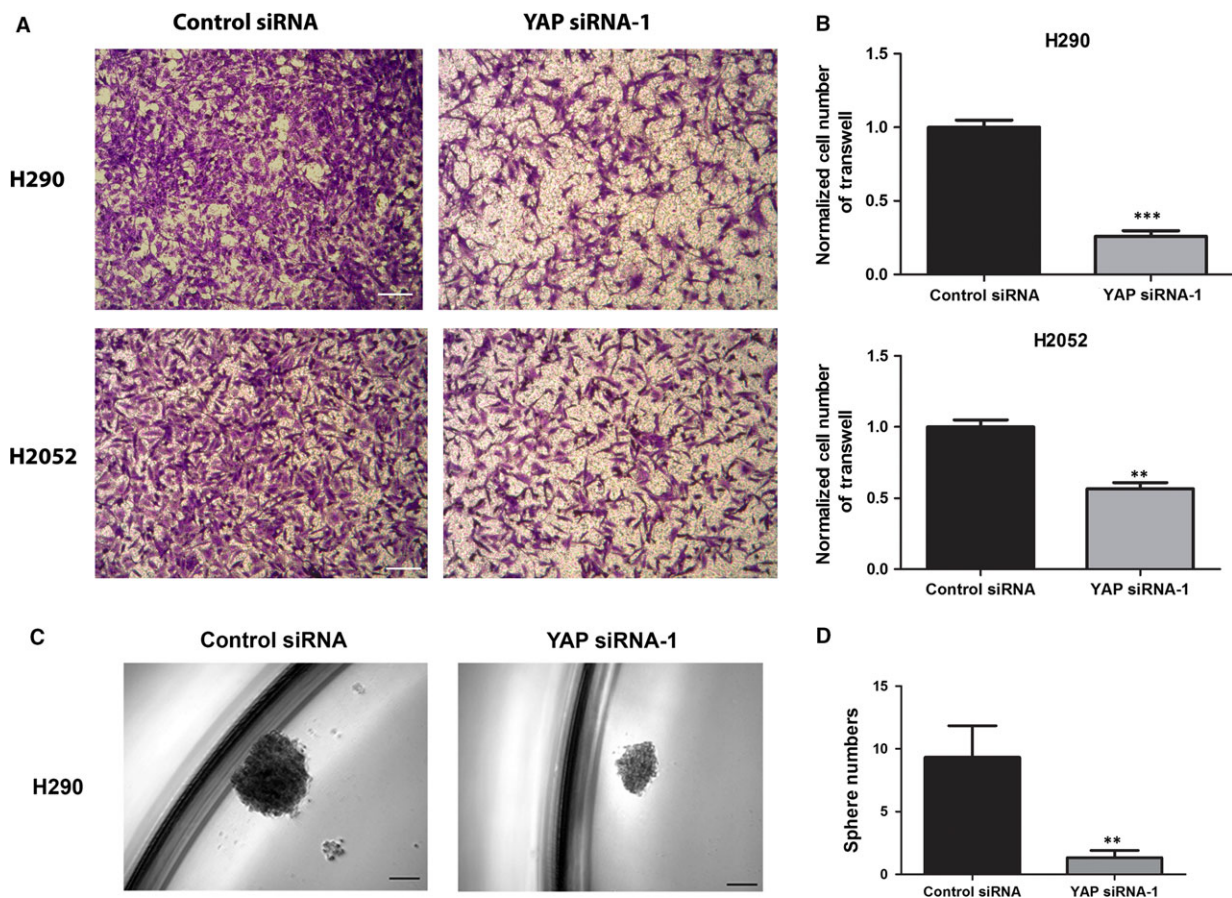 A
Control siRNA
YAP siRNA-1
H290
H2052
B
H290
Normalized cell number
of transwell
1.5
1.0
0.5
0.0
***
Control siRNA
YAP siRNA-1
H2052
Normalized cell number
of transwell
1.5
1.0
0.5
0.0
**
Control siRNA
YAP siRNA-1
C
Control siRNA
YAP siRNA-1
H290
D
Sphere numbers
15
10
5
0
**
Control siRNA
YAP siRNA-1